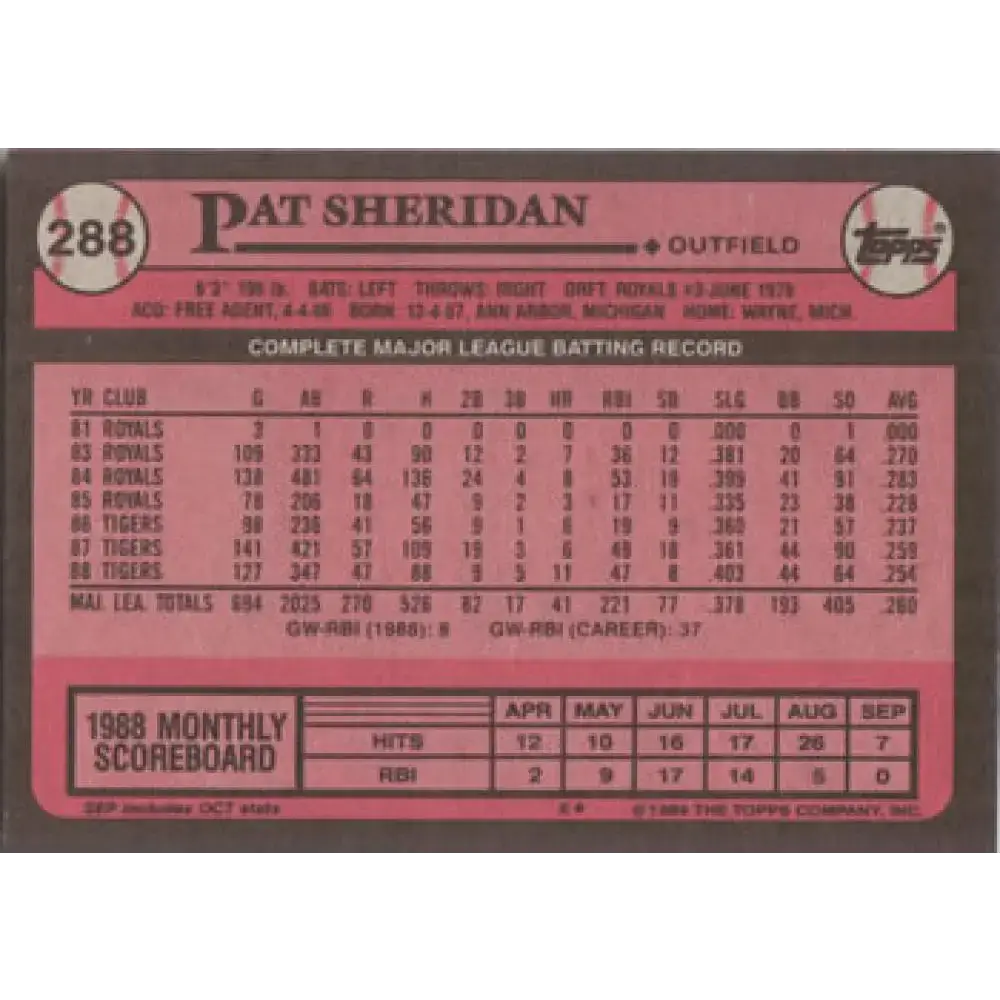 288
PAT SHERIDAN
◆ OUTFIELD
topps®
6'3" lb. BATS: LEFT THROWS: RIGHT DRFT: ROYALS #3-JUNE 1979
ACQ: FREE AGENT, 4-4-86 BORN: ANN ARBOR, MICHIGAN HOME: WAYNE, MICH.
COMPLETE MAJOR LEAGUE BATTING RECORD
YR CLUB G AB R H 2B 3B HR RBI SB SLG BB SO AVG
81 ROYALS 3 1 0 0 0 0 0 0 0 .000 0 1 .000
83 ROYALS 109 333 43 90 12 2 7 36 12 .381 20 64 .270
84 ROYALS 138 481 64 136 24 4 8 53 19 .399 41 91 .283
85 ROYALS 78 206 18 47 9 2 3 17 11 .335 23 38 .228
86 TIGERS 98 236 41 56 9 1 6 19 9 .360 21 57 .237
87 TIGERS 141 421 57 109 19 3 6 49 18 .361 44 90 .259
88 TIGERS 127 347 47 88 9 5 11 47 8 .403 44 64 .254
MAJ. LEA. TOTALS 694 2025 270 526 82 17 41 221 77 .378 193 405 .260
GW-RBI (1988): GW-RBI (CAREER): 37
1988 MONTHLY SCOREBOARD
APR MAY JUN JUL AUG SEP
HITS 12 10 16 17 26 7
RBI 2 9 17 14 5 0
SEP includes OCT stats
© 1989 THE TOPPS COMPANY, INC.